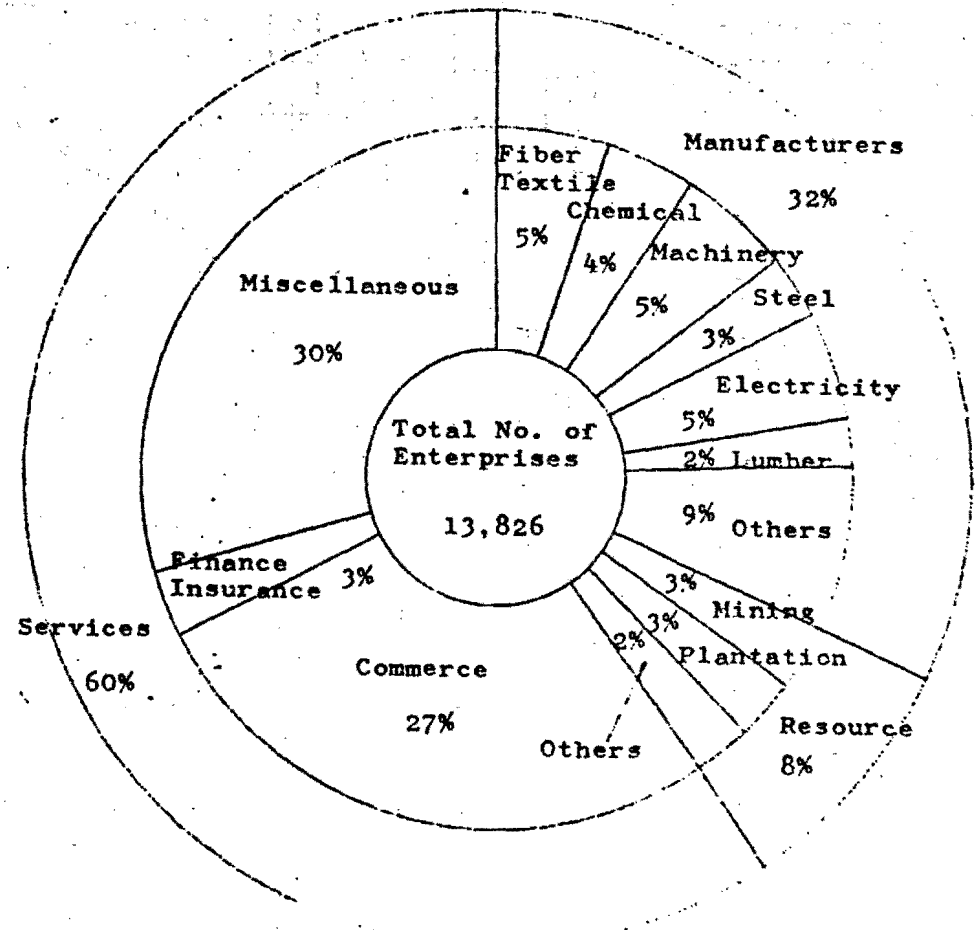 Manufacturers
32%
Fiber
Textile
5%
Chemical
4%
Machinery
5%
Steel
3%
Electricity
5%
2% Lumber
9% Others
3%
Mining
3%
Plantation
2%
Others
Resource
8%
Commerce
27%
Finance
Insurance 3%
Services
60%
Miscellaneous
30%
Total No. of
Enterprises
13,826